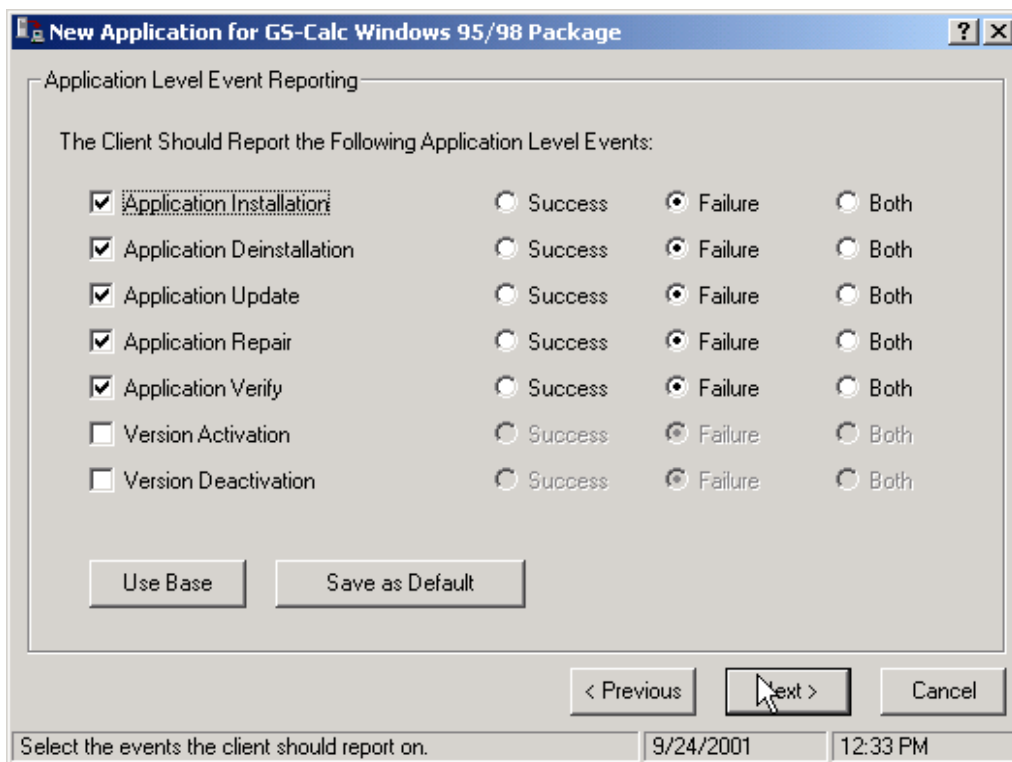 New Application for GS-Calc Windows 95/98 Package
Application Level Event Reporting
The Client Should Report the Following Application Level Events:
Application Installation Success Failure Both
Application Deinstallation Success Failure Both
Application Update Success Failure Both
Application Repair Success Failure Both
Application Verify Success Failure Both
Version Activation Success Failure Both
Version Deactivation Success Failure Both
Use Base Save as Default
< Previous Next > Cancel
Select the events the client should report on. 9/24/2001 12:33 PM